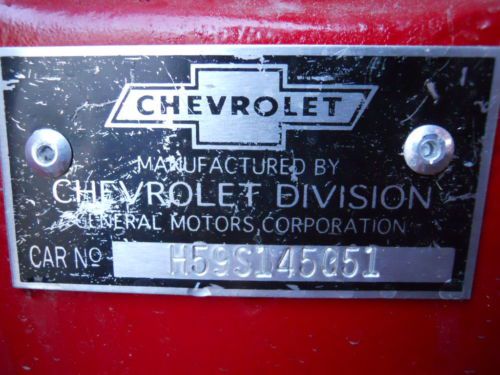 CHEVROLET
MANUFACTURED BY
CHEVROLET DIVISION
GENERAL MOTORS CORPORATION
CAR Nº H59S145051